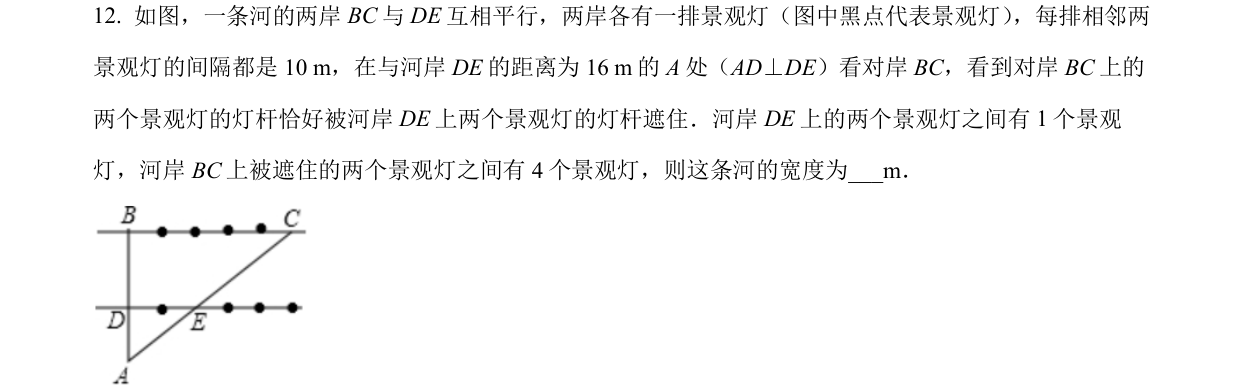 12. 如图，一条河的两岸 BC 与 DE 互相平行，两岸各有一排景观灯（图中黑点代表景观灯），每排相邻两
景观灯的间隔都是 10 m，在与河岸 DE 的距离为 16 m 的 A 处（AD⊥DE）看对岸 BC，看到对岸 BC 上的
两个景观灯的灯杆恰好被河岸 DE 上两个景观灯的灯杆遮住．河岸 DE 上的两个景观灯之间有 1 个景观
灯，河岸 BC 上被遮住的两个景观灯之间有 4 个景观灯，则这条河的宽度为___m．
B C
D E
A